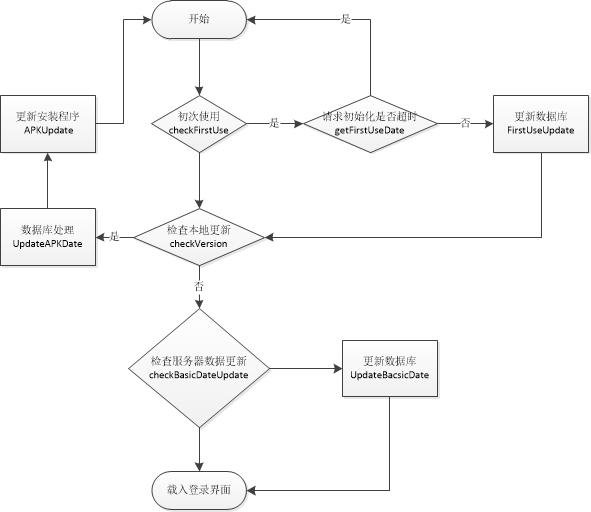 开始
是
更新安装程序
APKUpdate
初次使用
checkFirstUse
是
请求初始化是否超时
getFirstUseDate
否
更新数据库
FirstUseUpdate
数据库处理
UpdateAPKDate
是
检查本地更新
checkVersion
否
检查服务器数据更新
checkBasicDateUpdate
更新数据库
UpdateBacsicDate
载入登录界面